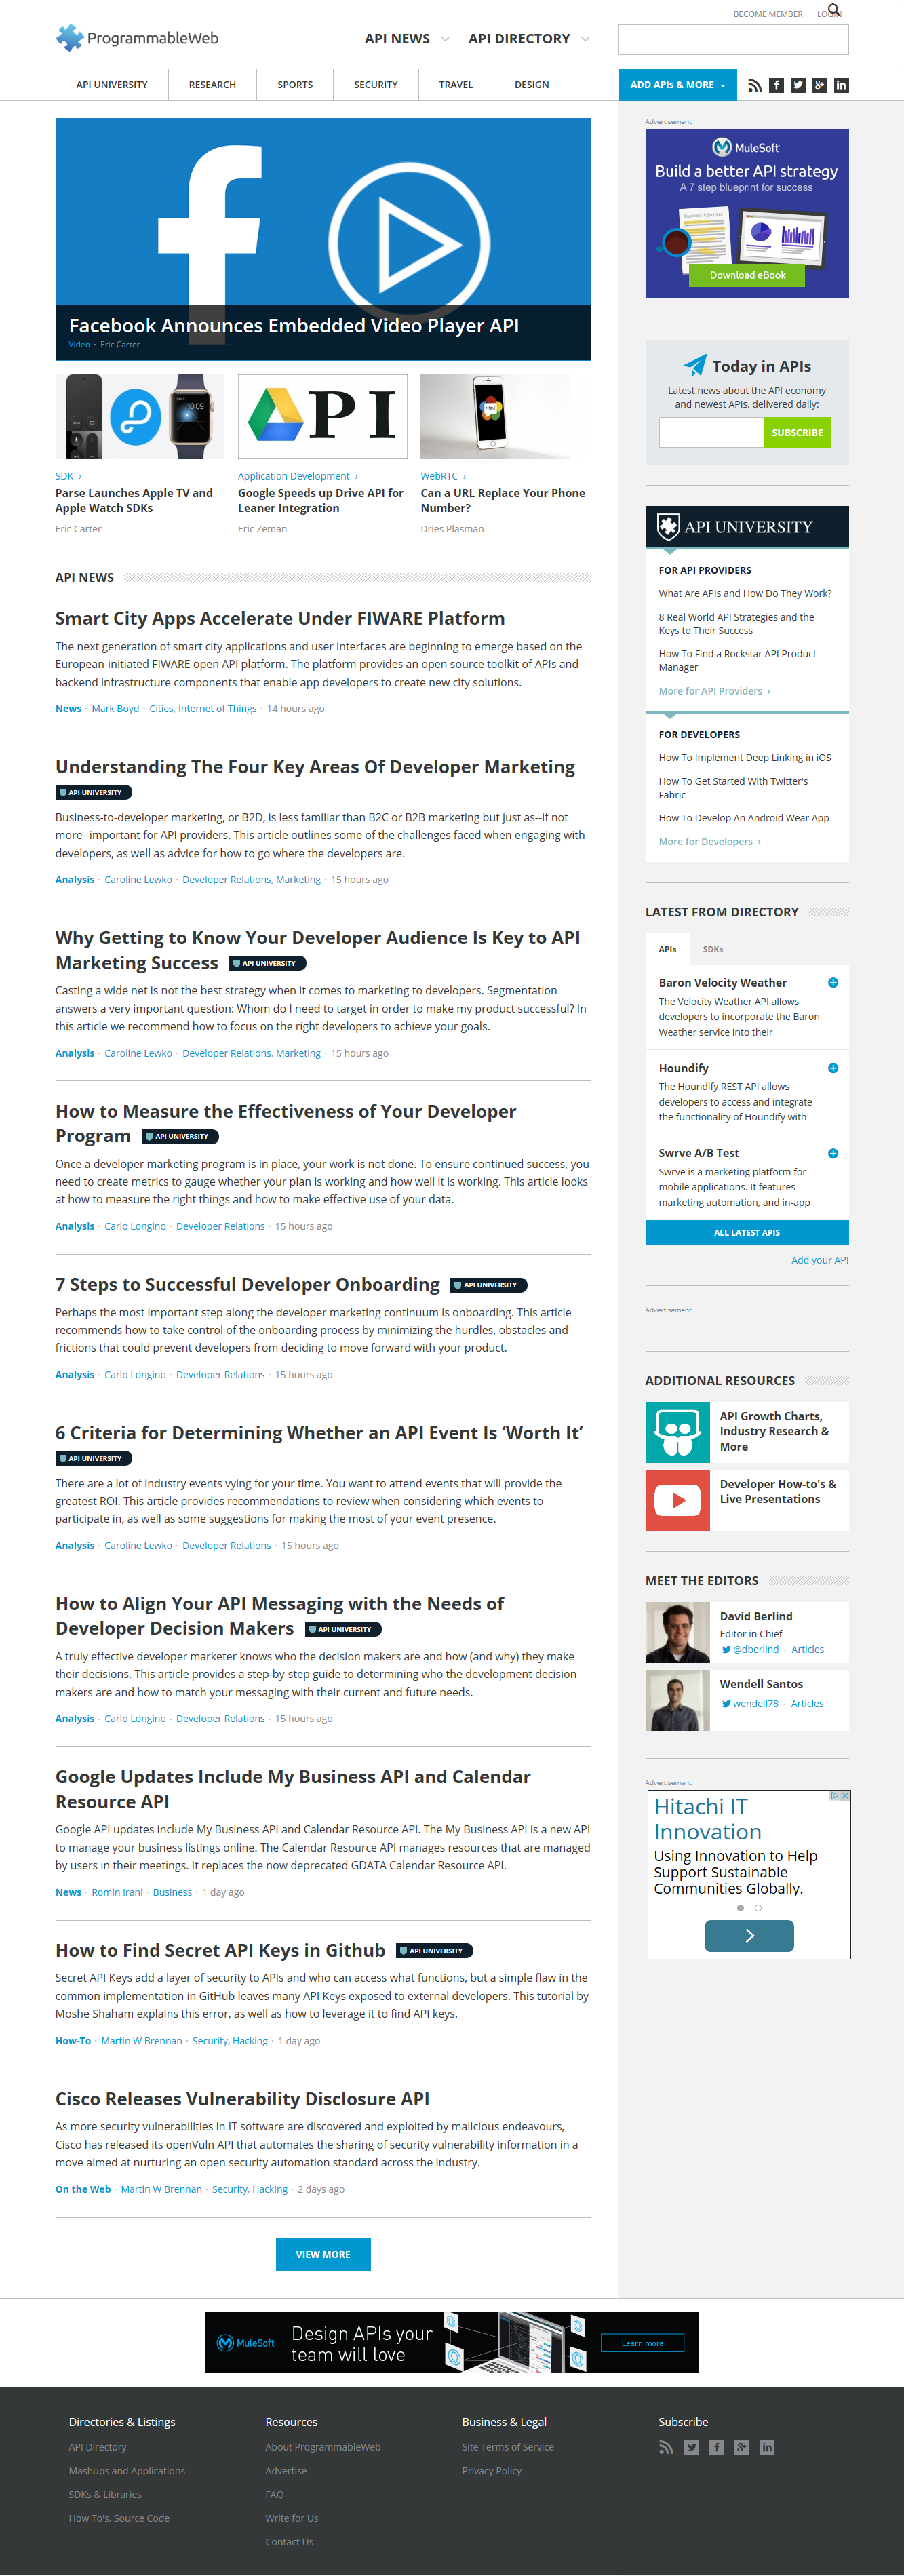 BECOME MEMBER | LOGIN
ProgrammableWeb
API NEWS
API DIRECTORY
API UNIVERSITY
RESEARCH
SPORTS
SECURITY
TRAVEL
DESIGN
ADD APIs & MORE
Facebook Announces Embedded Video Player API
Video · Eric Carter
10:09
API
SDK ›
Parse Launches Apple TV and
Apple Watch SDKs
Eric Carter
Application Development ›
Google Speeds up Drive API for
Leaner Integration
Eric Zeman
WebRTC ›
Can a URL Replace Your Phone
Number?
Dries Plasman
API NEWS
Smart City Apps Accelerate Under FIWARE Platform
The next generation of smart city applications and user interfaces are beginning to emerge based on the
European-initiated FIWARE open API platform. The platform provides an open source toolkit of APIs and
backend infrastructure components that enable app developers to create new city solutions.
News · Mark Boyd · Cities, Internet of Things · 14 hours ago
Understanding The Four Key Areas Of Developer Marketing
API UNIVERSITY
Business-to-developer marketing, or B2D, is less familiar than B2C or B2B marketing but just as--if not
more--important for API providers. This article outlines some of the challenges faced when engaging with
developers, as well as advice for how to go where the developers are.
Analysis · Caroline Lewko · Developer Relations, Marketing · 15 hours ago
Why Getting to Know Your Developer Audience Is Key to API
Marketing Success API UNIVERSITY
Casting a wide net is not the best strategy when it comes to marketing to developers. Segmentation
answers a very important question: Whom do I need to target in order to make my product successful? In
this article we recommend how to focus on the right developers to achieve your goals.
Analysis · Caroline Lewko · Developer Relations, Marketing · 15 hours ago
How to Measure the Effectiveness of Your Developer
Program API UNIVERSITY
Once a developer marketing program is in place, your work is not done. To ensure continued success, you
need to create metrics to gauge whether your plan is working and how well it is working. This article looks
at how to measure the right things and how to make effective use of your data.
Analysis · Carlo Longino · Developer Relations · 15 hours ago
7 Steps to Successful Developer Onboarding API UNIVERSITY
Perhaps the most important step along the developer marketing continuum is onboarding. This article
recommends how to take control of the onboarding process by minimizing the hurdles, obstacles and
frictions that could prevent developers from deciding to move forward with your product.
Analysis · Carlo Longino · Developer Relations · 15 hours ago
6 Criteria for Determining Whether an API Event Is ‘Worth It’
API UNIVERSITY
There are a lot of industry events vying for your time. You want to attend events that will provide the
greatest ROI. This article provides recommendations to review when considering which events to
participate in, as well as some suggestions for making the most of your event presence.
Analysis · Caroline Lewko · Developer Relations · 15 hours ago
How to Align Your API Messaging with the Needs of
Developer Decision Makers API UNIVERSITY
A truly effective developer marketer knows who the decision makers are and how (and why) they make
their decisions. This article provides a step-by-step guide to determining who the development decision
makers are and how to match your messaging with their current and future needs.
Analysis · Carlo Longino · Developer Relations · 15 hours ago
Google Updates Include My Business API and Calendar
Resource API
Google API updates include My Business API and Calendar Resource API. The My Business API is a new API
to manage your business listings online. The Calendar Resource API manages resources that are managed
by users in their meetings. It replaces the now deprecated GDATA Calendar Resource API.
News · Romin Irani · Business · 1 day ago
How to Find Secret API Keys in Github API UNIVERSITY
Secret API Keys add a layer of security to APIs and who can access what functions, but a simple flaw in the
common implementation in GitHub leaves many API Keys exposed to external developers. This tutorial by
Moshe Shaham explains this error, as well as how to leverage it to find API keys.
How-To · Martin W Brennan · Security, Hacking · 1 day ago
Cisco Releases Vulnerability Disclosure API
As more security vulnerabilities in IT software are discovered and exploited by malicious endeavours,
Cisco has released its openVuln API that automates the sharing of security vulnerability information in a
move aimed at nurturing an open security automation standard across the industry.
On the Web · Martin W Brennan · Security, Hacking · 2 days ago
VIEW MORE
Advertisement
MuleSoft
Build a better API strategy
A 7 step blueprint for success
Download eBook
Today in APIs
Latest news about the API economy
and newest APIs, delivered daily:
SUBSCRIBE
API UNIVERSITY
FOR API PROVIDERS
What Are APIs and How Do They Work?
8 Real World API Strategies and the
Keys to Their Success
How To Find a Rockstar API Product
Manager
More for API Providers ›
FOR DEVELOPERS
How To Implement Deep Linking in iOS
How To Get Started With Twitter's
Fabric
How To Develop An Android Wear App
More for Developers ›
LATEST FROM DIRECTORY
APIs
SDKs
Baron Velocity Weather
The Velocity Weather API allows
developers to incorporate the Baron
Weather service into their
Houndify
The Houndify REST API allows
developers to access and integrate
the functionality of Houndify with
Swrve A/B Test
Swrve is a marketing platform for
mobile applications. It features
marketing automation, and in-app
ALL LATEST APIS
Add your API
Advertisement
ADDITIONAL RESOURCES
API Growth Charts,
Industry Research &
More
Developer How-to's &
Live Presentations
MEET THE EDITORS
David Berlind
Editor in Chief
@dberlind · Articles
Wendell Santos
wendell78 · Articles
Advertisement
Hitachi IT
Innovation
Using Innovation to Help
Support Sustainable
Communities Globally.
MuleSoft
Design APIs your
team will love
Learn more
Directories & Listings
API Directory
Mashups and Applications
SDKs & Libraries
How To's, Source Code
Resources
About ProgrammableWeb
Advertise
FAQ
Write for Us
Contact Us
Business & Legal
Site Terms of Service
Privacy Policy
Subscribe